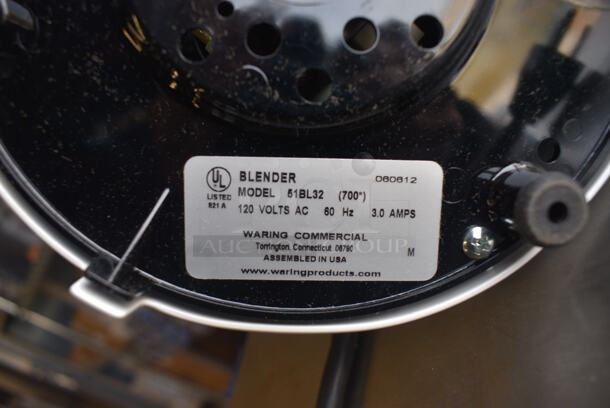 UL
LISTED
821 A
BLENDER 060612
MODEL 51BL32 (700*)
120 VOLTS AC 60 Hz 3.0 AMPS
WARING COMMERCIAL
Torrington, Connecticut 06790
ASSEMBLED IN USA M
www.waringproducts.com